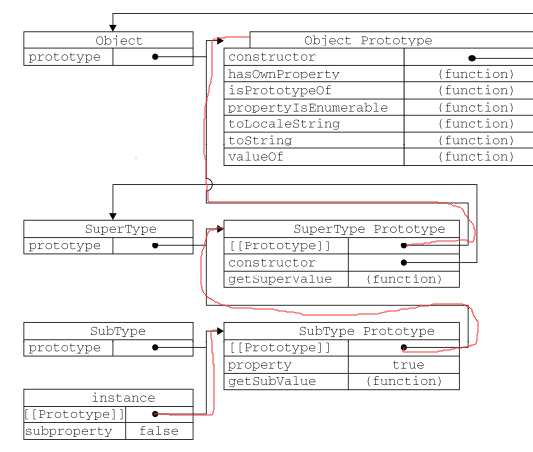 Object
prototype
Object Prototype
constructor
hasOwnProperty (function)
isPrototypeOf (function)
propertyIsEnumerable (function)
toLocaleString (function)
toString (function)
valueOf (function)
SuperType
prototype
SuperType Prototype
[[Prototype]]
constructor
getSuperValue (function)
SubType
prototype
SubType Prototype
[[Prototype]]
property true
getSubValue (function)
instance
[[Prototype]]
subproperty false